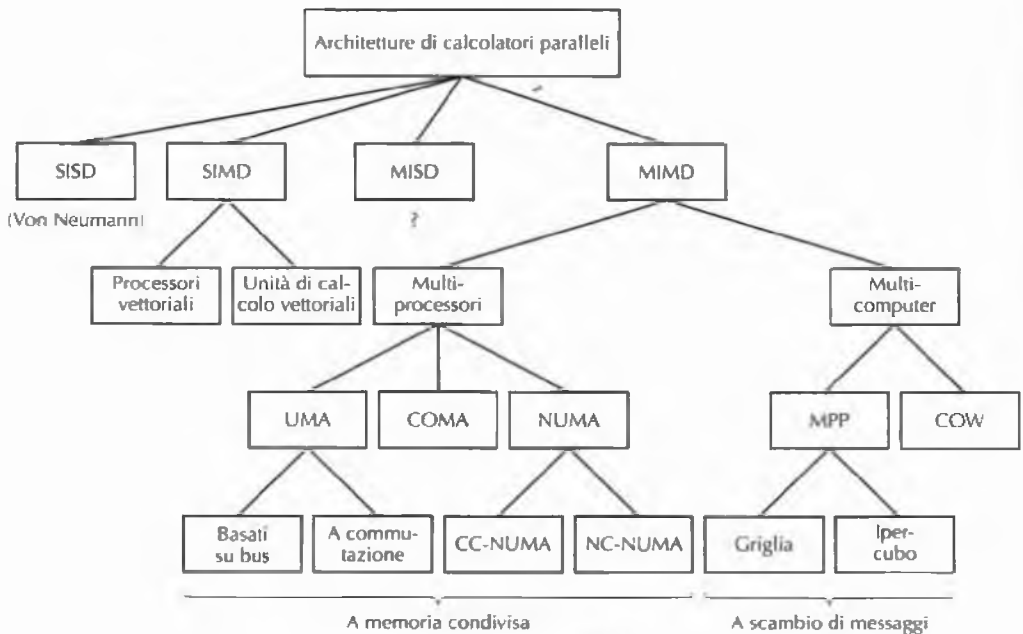 Architetture di calcolatori paralleli
SISD
SIMD
MISD
MIMD
(Von Neumann)
?
Processori
vettoriali
Unità di cal-
colo vettoriali
Multi-
processori
Multi-
computer
UMA
COMA
NUMA
MPP
COW
Basati
su bus
A commu-
tazione
CC-NUMA
NC-NUMA
Griglia
Iper-
cubo
A memoria condivisa
A scambio di messaggi